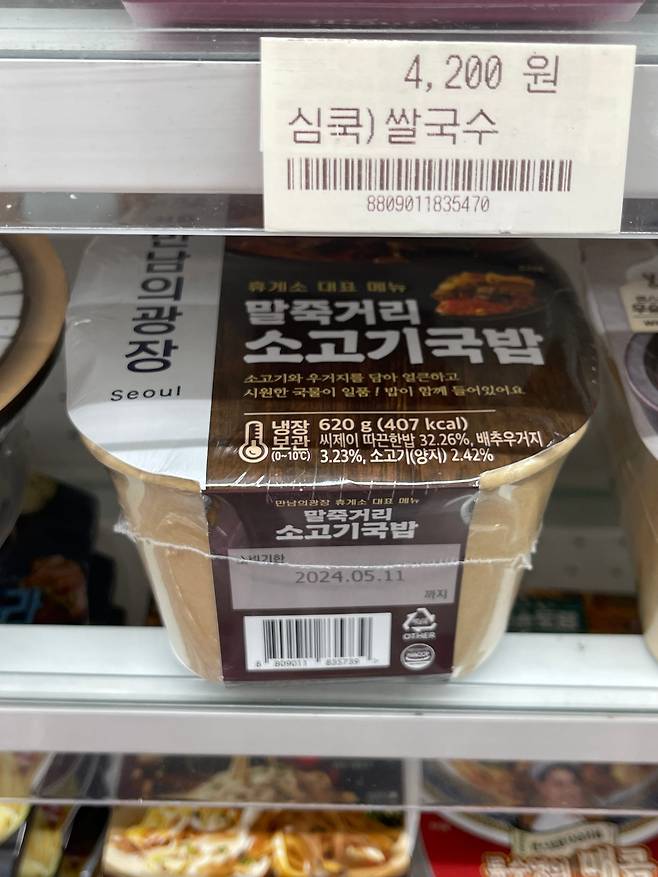 4,200 원
심쿡) 쌀국수
8809011835470
만남의광장
Seoul
휴게소 대표 메뉴
말죽거리
소고기국밥
소고기와 우거지를 담아 얼큰하고
시원한 국물이 일품! 밥이 함께 들어있어요
냉장
보관
(0~10℃)
620 g (407 kcal)
씨제이 따끈한밥 32.26%, 배추우거지
3.23%, 소고기(양지) 2.42%
만남의광장 휴게소 대표 메뉴
말죽거리
소고기국밥
소비기한
2024.05.11
까지
OTHER
8 809011 835739